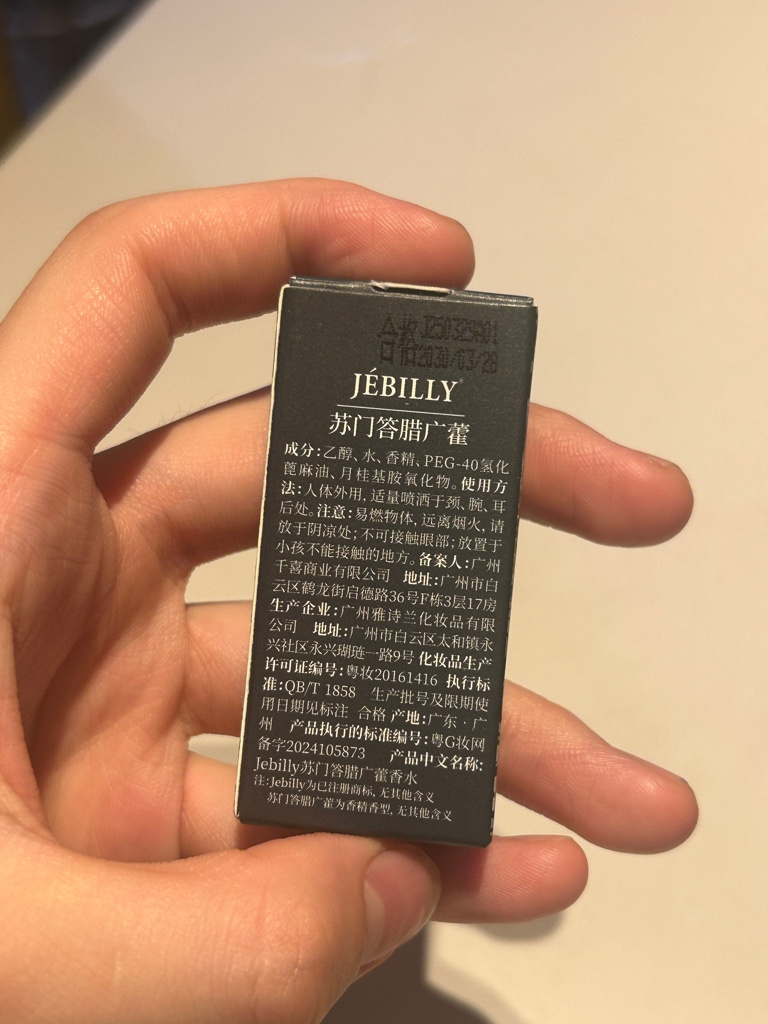 合格 J250329A01
日期2030/03/28
JÉBILLY
苏门答腊广藿
成分:乙醇、水、香精、PEG-40氢化
蓖麻油、月桂基胺氧化物。使用方
法:人体外用,适量喷洒于颈、腕、耳
后处。注意:易燃物体,远离烟火,请
放于阴凉处;不可接触眼部;放置于
小孩不能接触的地方。备案人:广州
千喜商业有限公司 地址:广州市白
云区鹤龙街启德路36号F栋3层17房
生产企业:广州雅诗兰化妆品有限
公司 地址:广州市白云区太和镇永
兴社区永兴瑚琏一路9号 化妆品生产
许可证编号:粤妆20161416 执行标
准:QB/T 1858 生产批号及限期使
用日期见标注 合格 产地:广东·广
州 产品执行的标准编号:粤G妆网
备字2024105873 产品中文名称:
Jebilly苏门答腊广藿香水
注:Jebilly为已注册商标,无其他含义
苏门答腊广藿为香精香型,无其他含义